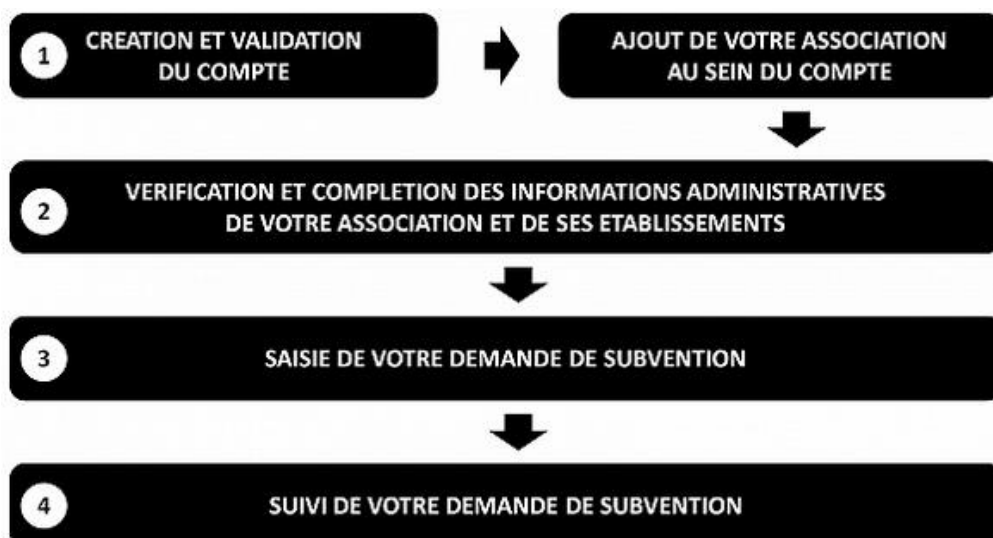 1
CREATION ET VALIDATION
DU COMPTE
AJOUT DE VOTRE ASSOCIATION
AU SEIN DU COMPTE
2
VERIFICATION ET COMPLETION DES INFORMATIONS ADMINISTRATIVES
DE VOTRE ASSOCIATION ET DE SES ETABLISSEMENTS
3
SAISIE DE VOTRE DEMANDE DE SUBVENTION
4
SUIVI DE VOTRE DEMANDE DE SUBVENTION